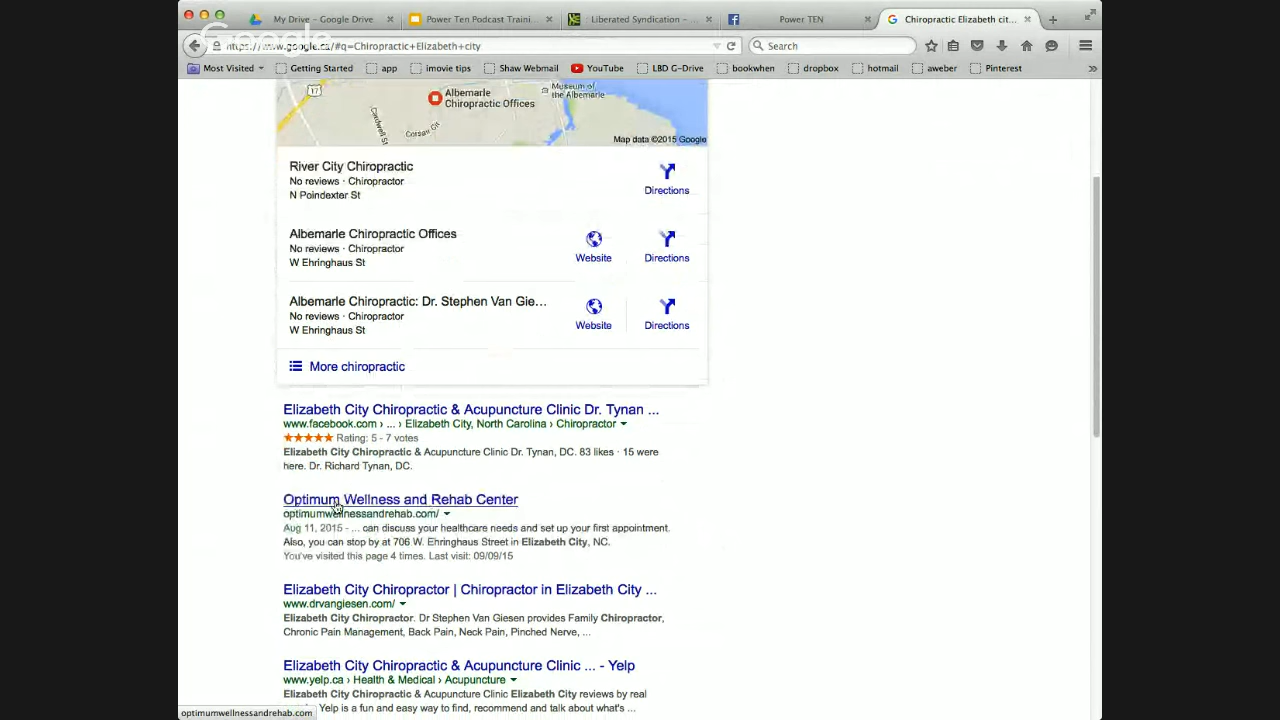 My Drive - Google Drive
Power Ten Podcast Traini...
Liberated Syndication – ...
Power TEN
Chiropractic Elizabeth cit...
Google
https://www.google.ca/#q=Chiropractic+Elizabeth+city
Search
Most Visited
Getting Started
app
imovie tips
Shaw Webmail
YouTube
LBD G-Drive
bookwhen
dropbox
hotmail
aweber
Pinterest
17
Albemarle
Chiropractic Offices
Museum of
the Albemarle
Map data ©2015 Google
River City Chiropractic
No reviews · Chiropractor
N Poindexter St
Directions
Albemarle Chiropractic Offices
No reviews · Chiropractor
W Ehringhaus St
Website
Directions
Albemarle Chiropractic: Dr. Stephen Van Gie...
No reviews · Chiropractor
W Ehringhaus St
Website
Directions
More chiropractic
Elizabeth City Chiropractic & Acupuncture Clinic Dr. Tynan ...
www.facebook.com › ... › Elizabeth City, North Carolina › Chiropractor
Rating: 5 - 7 votes
Elizabeth City Chiropractic & Acupuncture Clinic Dr. Tynan, DC. 83 likes · 15 were
here. Dr. Richard Tynan, DC.
Optimum Wellness and Rehab Center
optimumwellnessandrehab.com/
Aug 11, 2015 - ... can discuss your healthcare needs and set up your first appointment.
Also, you can stop by at 706 W. Ehringhaus Street in Elizabeth City, NC.
You've visited this page 4 times. Last visit: 09/09/15
Elizabeth City Chiropractor | Chiropractor in Elizabeth City ...
www.drvangiesen.com/
Elizabeth City Chiropractor. Dr Stephen Van Giesen provides Family Chiropractor,
Chronic Pain Management, Back Pain, Neck Pain, Pinched Nerve, ...
Elizabeth City Chiropractic & Acupuncture Clinic ... - Yelp
www.yelp.ca › Health & Medical › Acupuncture
Elizabeth City Chiropractic & Acupuncture Clinic Elizabeth City reviews by real
Yelp is a fun and easy way to find, recommend and talk about what's ...
optimumwellnessandrehab.com